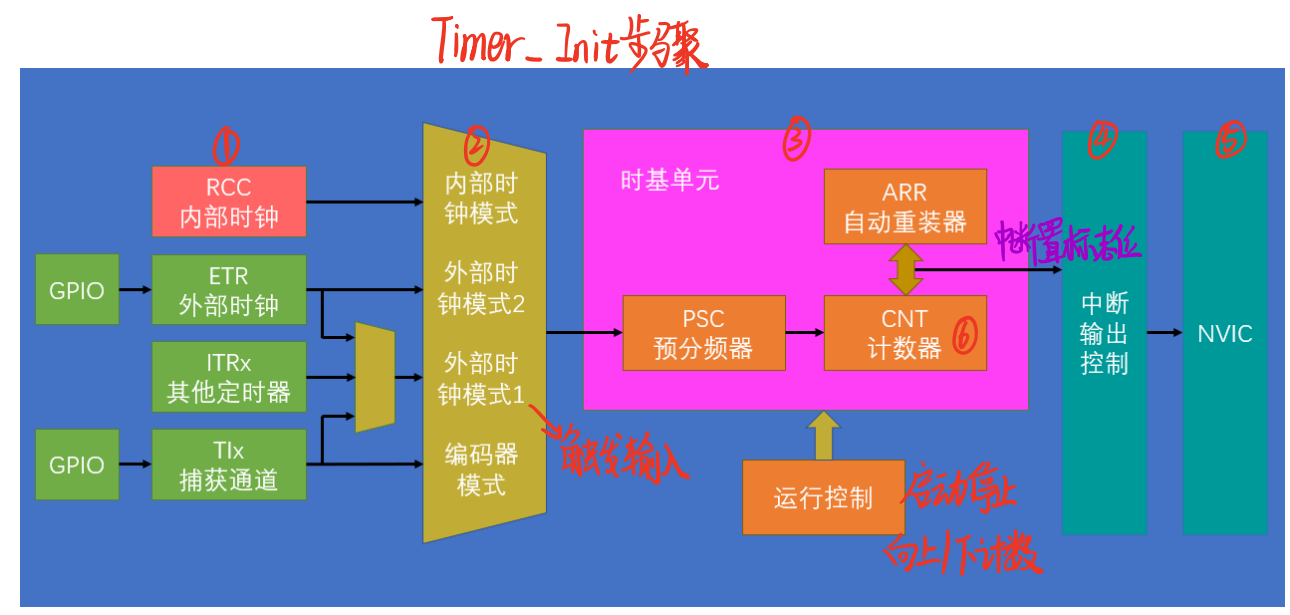 Timer_Init步骤
①
RCC
内部时钟
GPIO
ETR
外部时钟
ITRx
其他定时器
GPIO
TIx
捕获通道
②
内部时
钟模式
外部时
钟模式2
外部时
钟模式1
编码器
模式
③
时基单元
ARR
自动重装器
PSC
预分频器
CNT
计数器
⑥
运行控制
启动停止
向上/下计数
中断置标志位
④
中断
输出
控制
⑤
NVIC